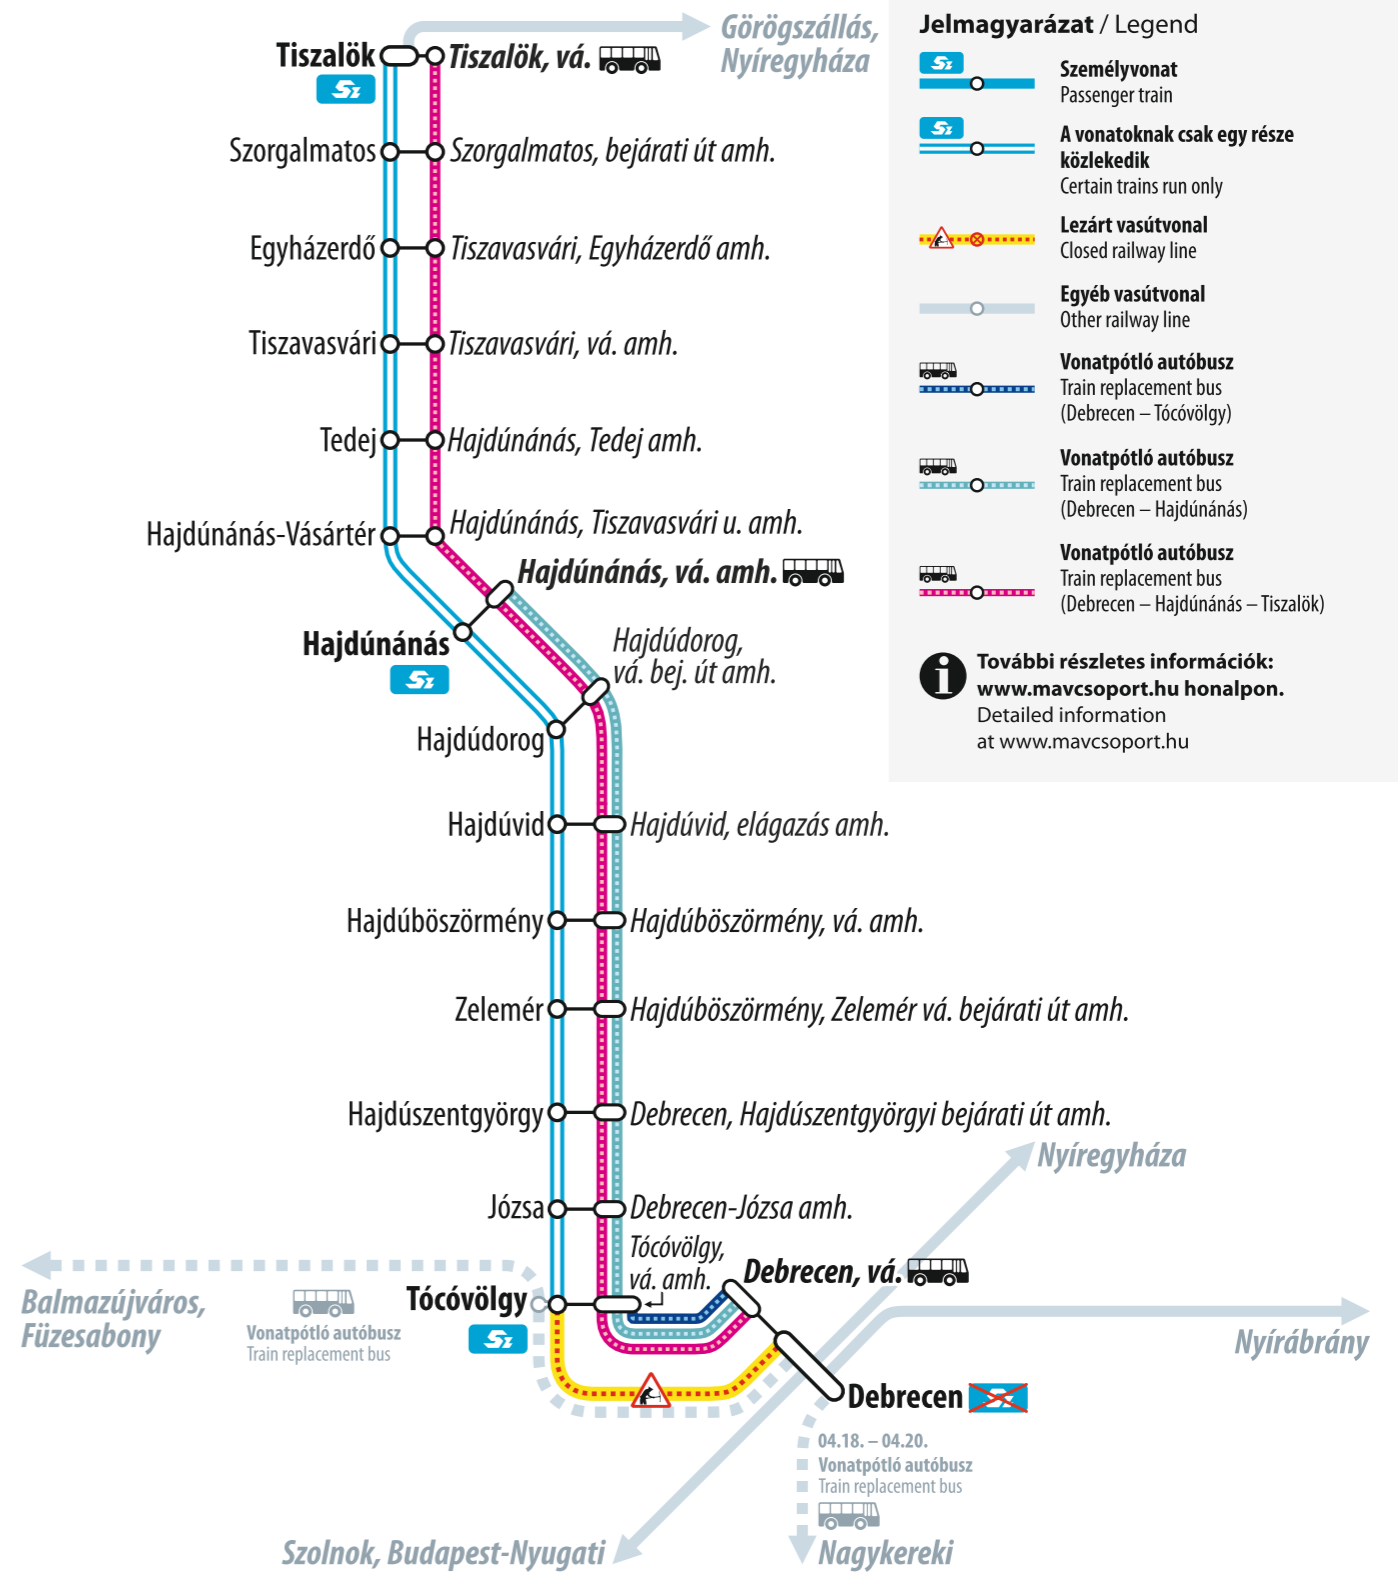 Görögszállás,
Nyíregyháza
Tiszalök
Tiszalök, vá.
Sz
Szorgalmatos
Szorgalmatos, bejárati út amh.
Egyházerdő
Tiszavasvári, Egyházerdő amh.
Tiszavasvári
Tiszavasvári, vá. amh.
Tedej
Hajdúnánás, Tedej amh.
Hajdúnánás-Vásártér
Hajdúnánás, Tiszavasvári u. amh.
Hajdúnánás, vá. amh.
Hajdúnánás
Sz
Hajdúdorog,
vá. bej. út amh.
Hajdúdorog
Hajdúvid
Hajdúvid, elágazás amh.
Hajdúböszörmény
Hajdúböszörmény, vá. amh.
Zelemér
Hajdúböszörmény, Zelemér vá. bejárati út amh.
Hajdúszentgyörgy
Debrecen, Hajdúszentgyörgyi bejárati út amh.
Nyíregyháza
Józsa
Debrecen-Józsa amh.
Tócóvölgy,
vá. amh.
Debrecen, vá.
Tócóvölgy
Sz
Balmazújváros,
Füzesabony
Vonatpótló autóbusz
Train replacement bus
Nyírábrány
Debrecen
Sz
04.18. – 04.20.
Vonatpótló autóbusz
Train replacement bus
Szolnok, Budapest-Nyugati
Nagykereki
Jelmagyarázat / Legend
Sz
Személyvonat
Passenger train
Sz
A vonatoknak csak egy része
közlekedik
Certain trains run only
Lezárt vasútvonal
Closed railway line
Egyéb vasútvonal
Other railway line
Vonatpótló autóbusz
Train replacement bus
(Debrecen – Tócóvölgy)
Vonatpótló autóbusz
Train replacement bus
(Debrecen – Hajdúnánás)
Vonatpótló autóbusz
Train replacement bus
(Debrecen – Hajdúnánás – Tiszalök)
i
További részletes információk:
www.mavcsoport.hu honalpon.
Detailed information
at www.mavcsoport.hu